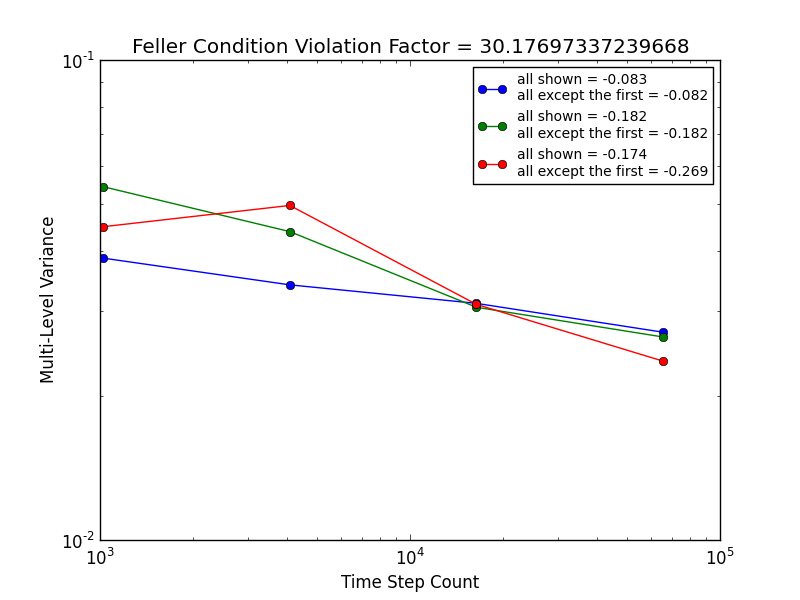 Feller Condition Violation Factor = 30.17697337239668
10^-1
all shown = -0.083
all except the first = -0.082
all shown = -0.182
all except the first = -0.182
all shown = -0.174
all except the first = -0.269
Multi-Level Variance
10^-2
10^3
10^4
10^5
Time Step Count